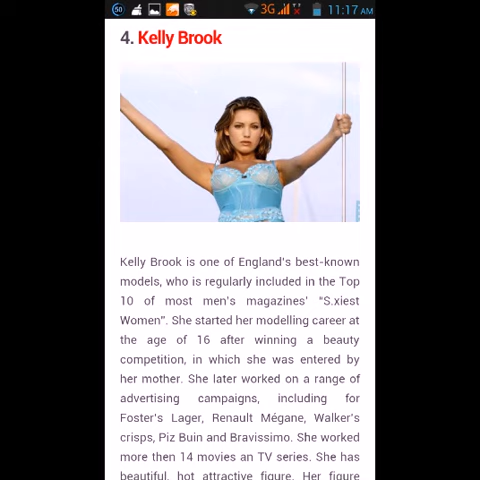 50 3G 11:17 AM
4. Kelly Brook
Kelly Brook is one of England's best-known
models, who is regularly included in the Top
10 of most men's magazines' "S.xiest
Women". She started her modelling career at
the age of 16 after winning a beauty
competition, in which she was entered by
her mother. She later worked on a range of
advertising campaigns, including for
Foster's Lager, Renault Mégane, Walker's
crisps, Piz Buin and Bravissimo. She worked
more then 14 movies an TV series. She has
beautiful, hot attractive figure. Her figure